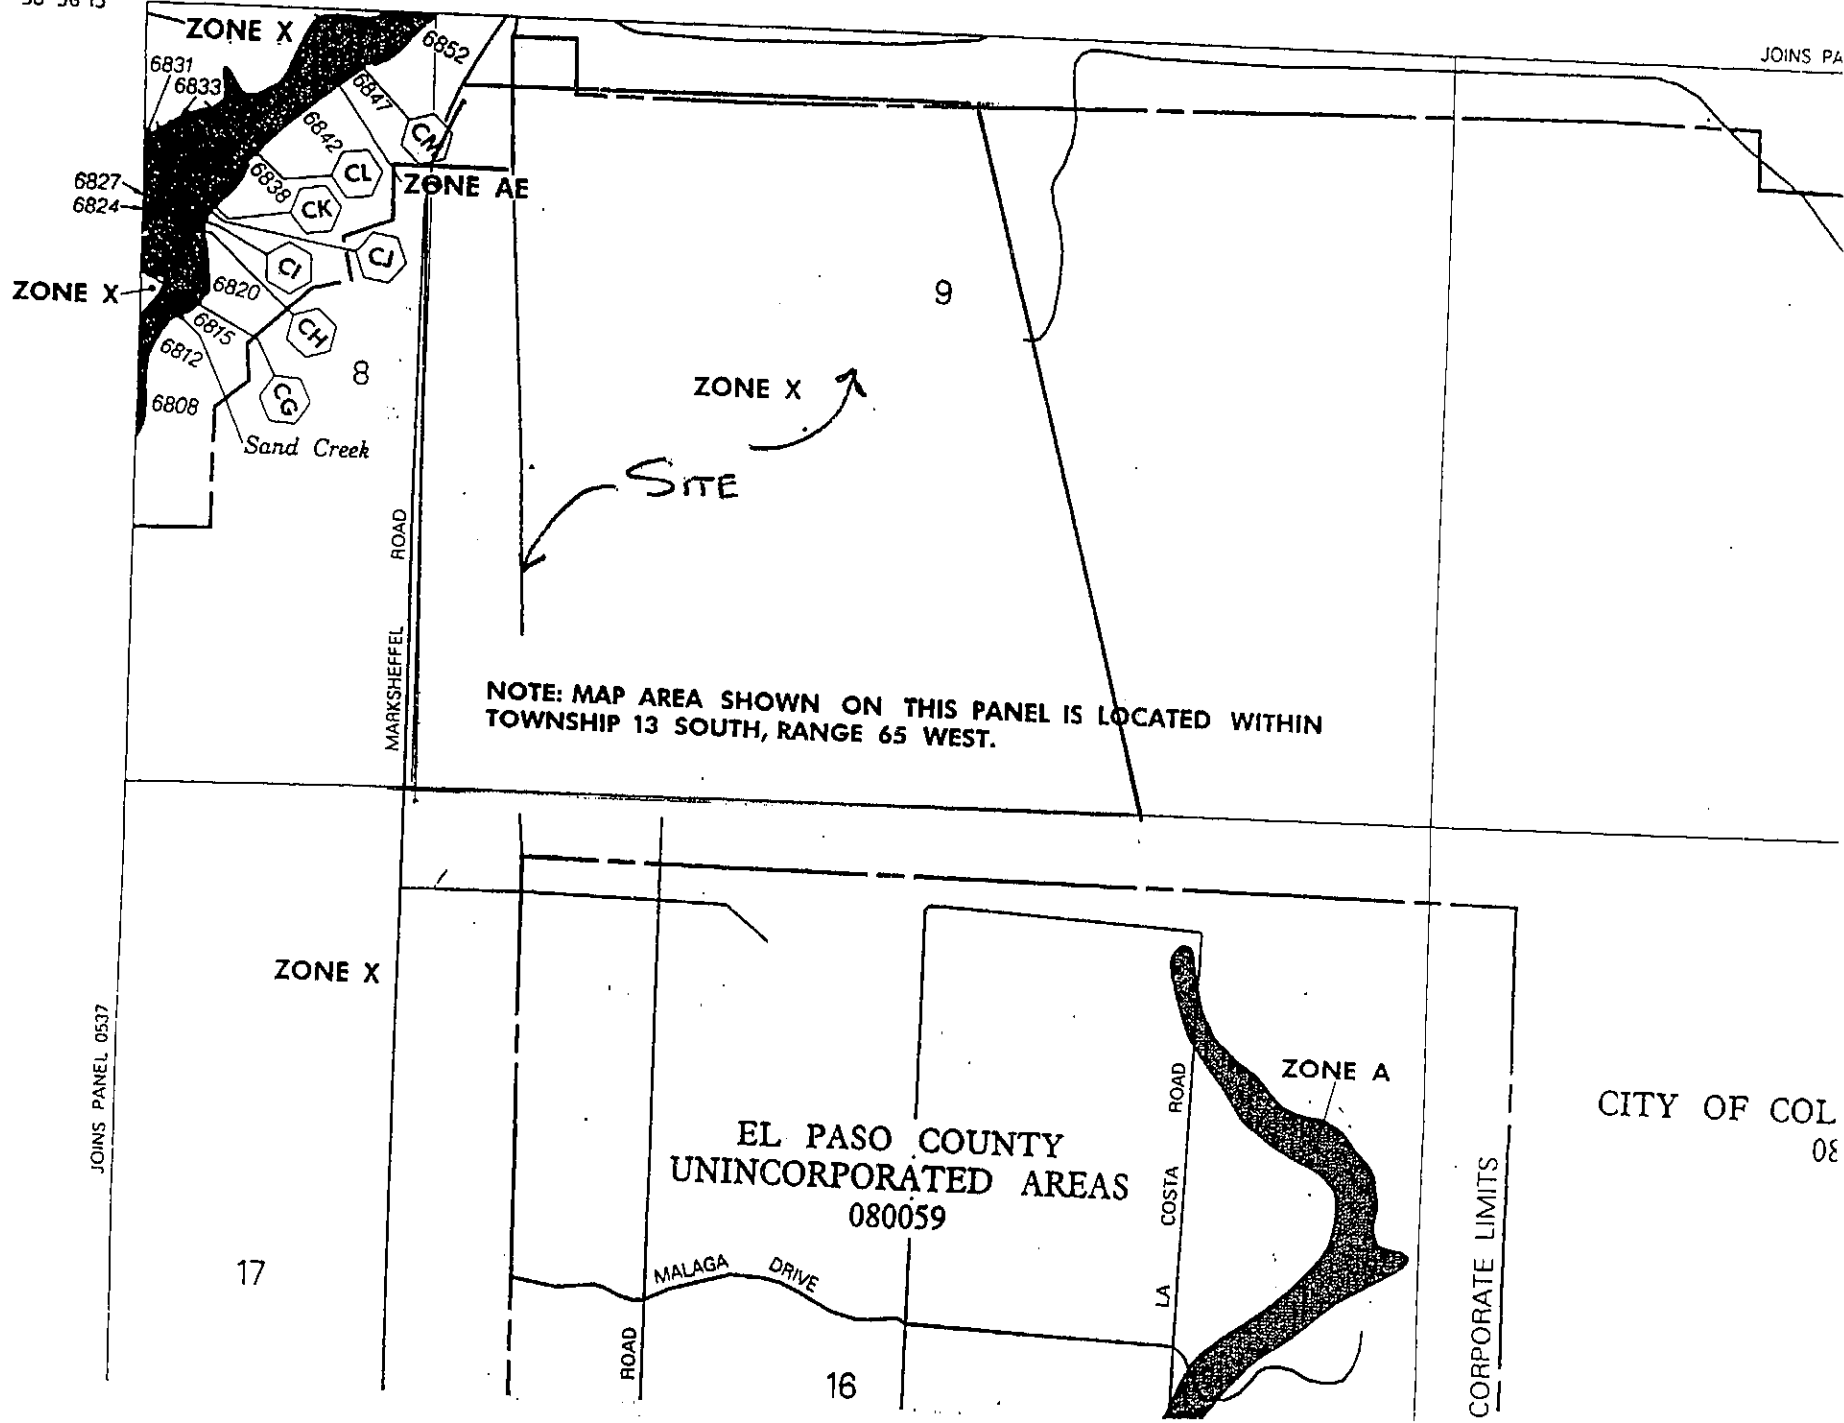 JOINS PA
ZONE X
6852
6831
6833
6847
6842
CM
CL
6838
ZONE AE
6827
6824
CK
CJ
CI
ZONE X
6820
9
6815
CH
6812
8
ZONE X
6808
CG
Sand Creek
SITE
MARKSHEFFEL ROAD
NOTE: MAP AREA SHOWN ON THIS PANEL IS LOCATED WITHIN
TOWNSHIP 13 SOUTH, RANGE 65 WEST.
ZONE X
JOINS PANEL 0537
ZONE A
LA COSTA ROAD
CITY OF COL
08
EL PASO COUNTY
UNINCORPORATED AREAS
080059
CORPORATE LIMITS
17
MALAGA DRIVE
ROAD
16